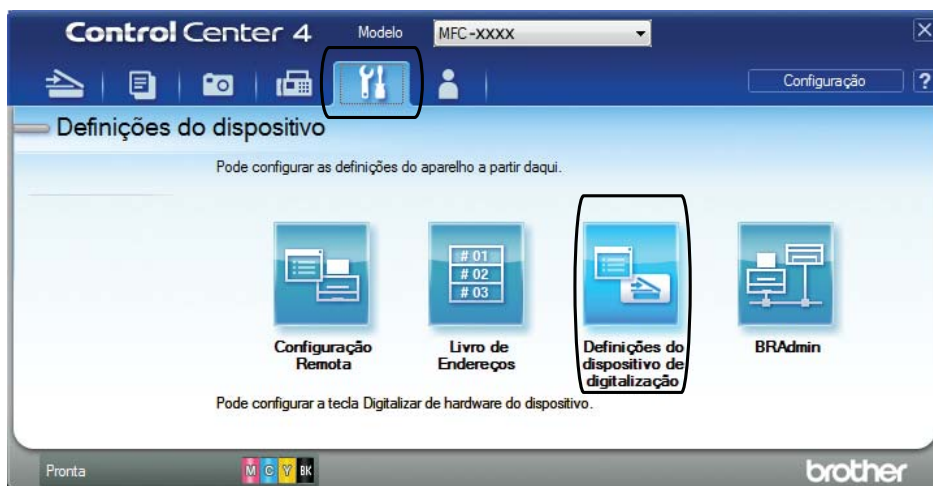 Control Center 4
Modelo
MFC-XXXX
Configuração
?
Definições do dispositivo
Pode configurar as definições do aparelho a partir daqui.
# 01
# 02
# 03
Configuração
Remota
Livro de
Endereços
Definições do
dispositivo de
digitalização
BRAdmin
Pode configurar a tecla Digitalizar de hardware do dispositivo.
Pronta
M C Y BK
brother